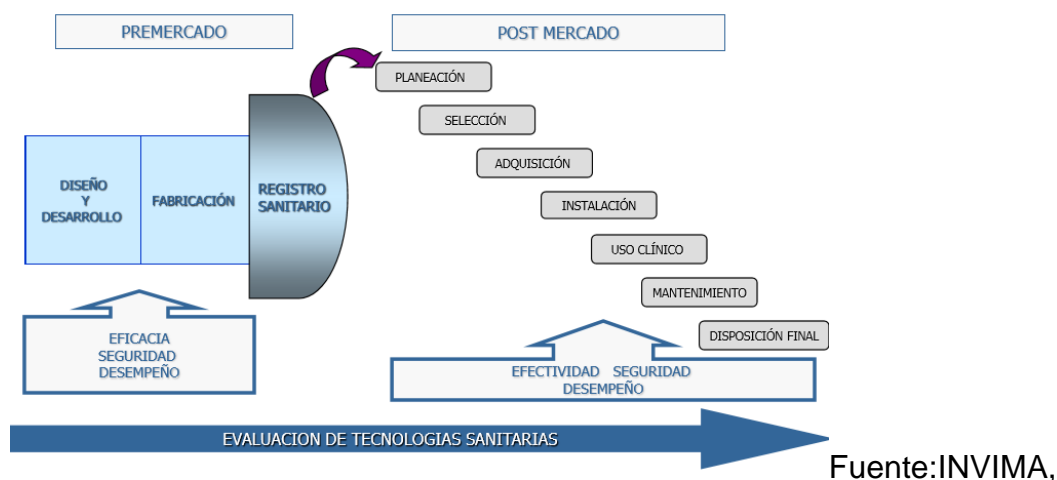 PREMERCADO
POST MERCADO
PLANEACIÓN
SELECCIÓN
ADQUISICIÓN
INSTALACIÓN
USO CLÍNICO
MANTENIMIENTO
DISPOSICIÓN FINAL
DISEÑO
Y
DESARROLLO
FABRICACIÓN
REGISTRO
SANITARIO
EFICACIA
SEGURIDAD
DESEMPEÑO
EFECTIVIDAD SEGURIDAD
DESEMPEÑO
EVALUACION DE TECNOLOGIAS SANITARIAS
Fuente:INVIMA,